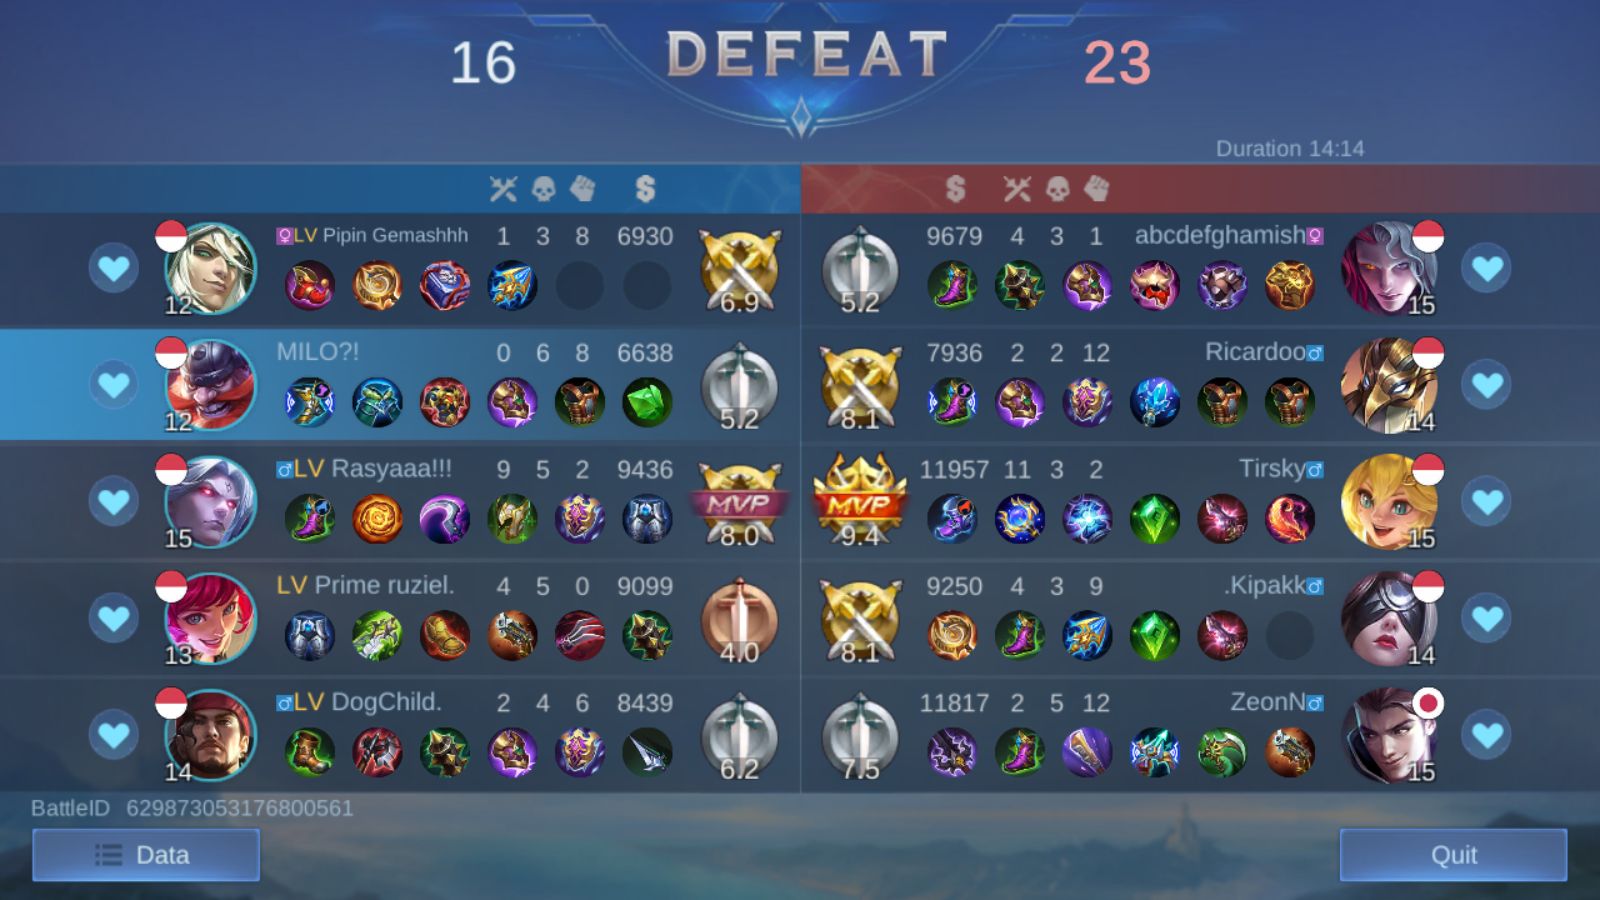 16 DEFEAT 23
Duration 14:14
LV Pipin Gemashhh 1 3 8 6930
12 6.9
5.2 9679 4 3 1 abcdefghamish
15
MILO?! 0 6 8 6638
12 5.2
8.1 7936 2 2 12 Ricardoo
14
LV Rasyaaa!!! 9 5 2 9436
15 MVP 8.0
MVP 9.4 11957 11 3 2 Tirsky
15
LV Prime ruziel. 4 5 0 9099
13 4.0
8.1 9250 4 3 9 .Kipakk
14
LV DogChild. 2 4 6 8439
14 6.2
7.5 11817 2 5 12 ZeonN
15
BattleID 629873053176800561
Data
Quit